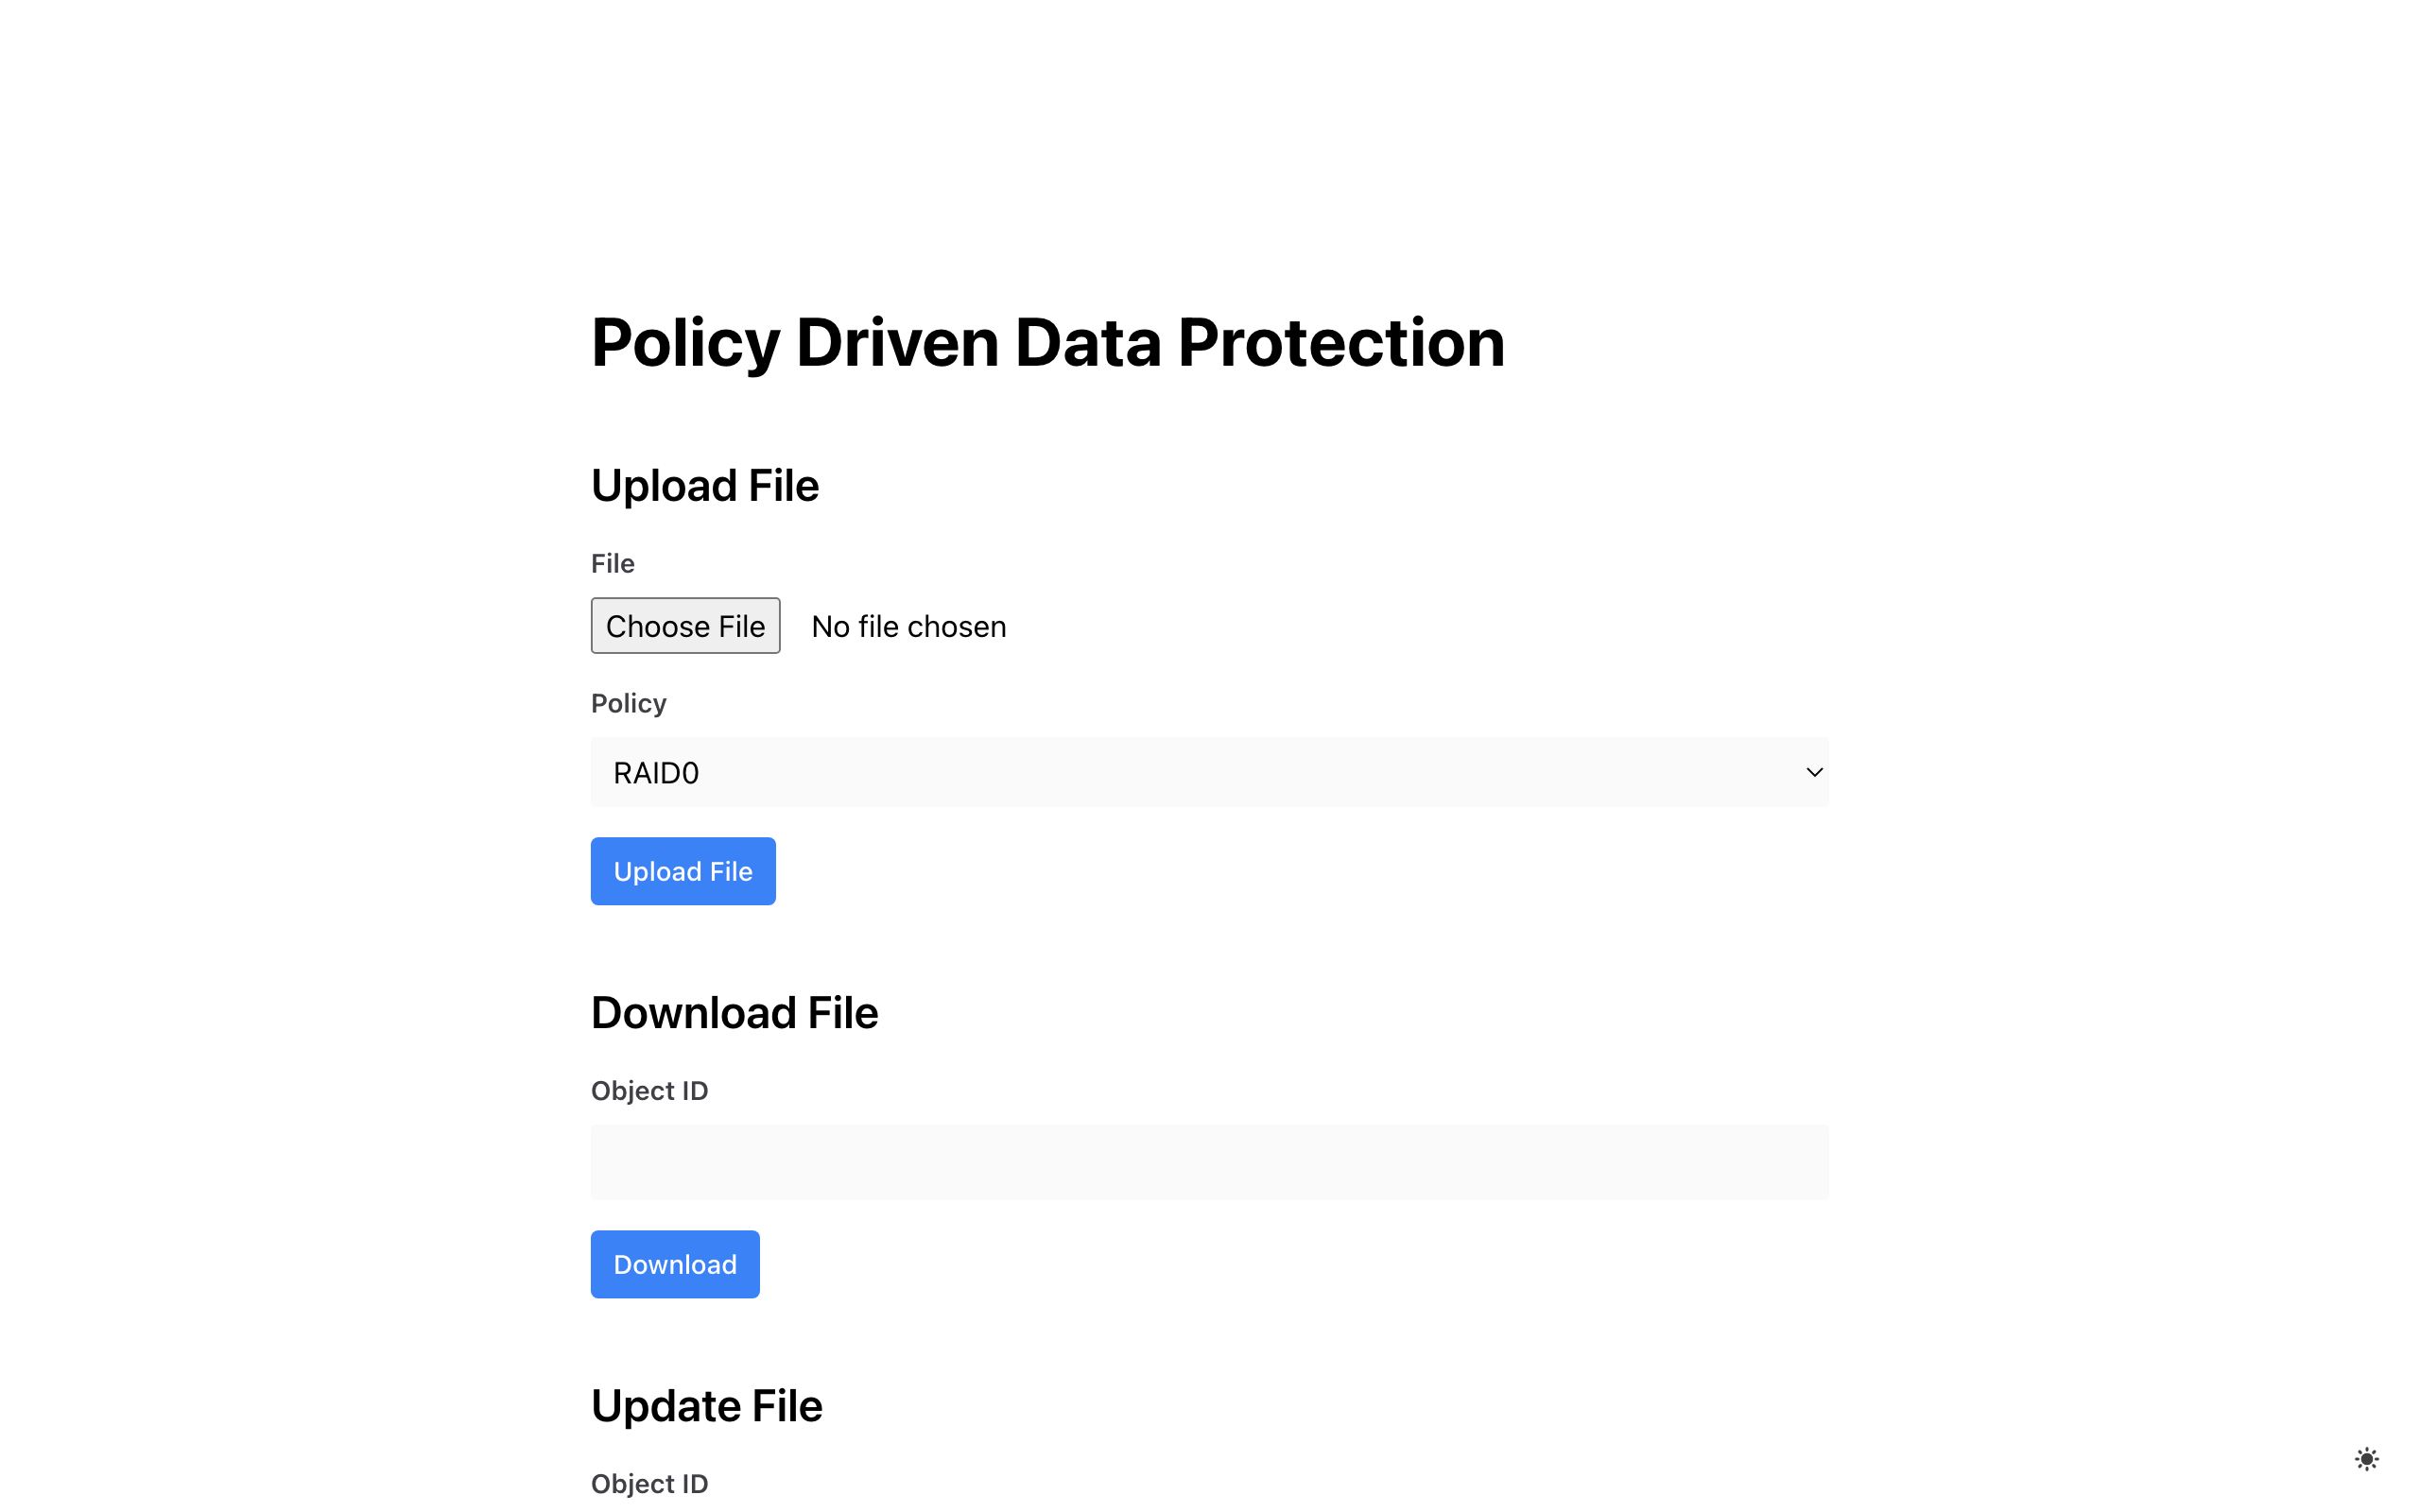 Policy Driven Data Protection
Upload File
File
Choose File No file chosen
Policy
RAID0
Upload File
Download File
Object ID
Download
Update File
Object ID